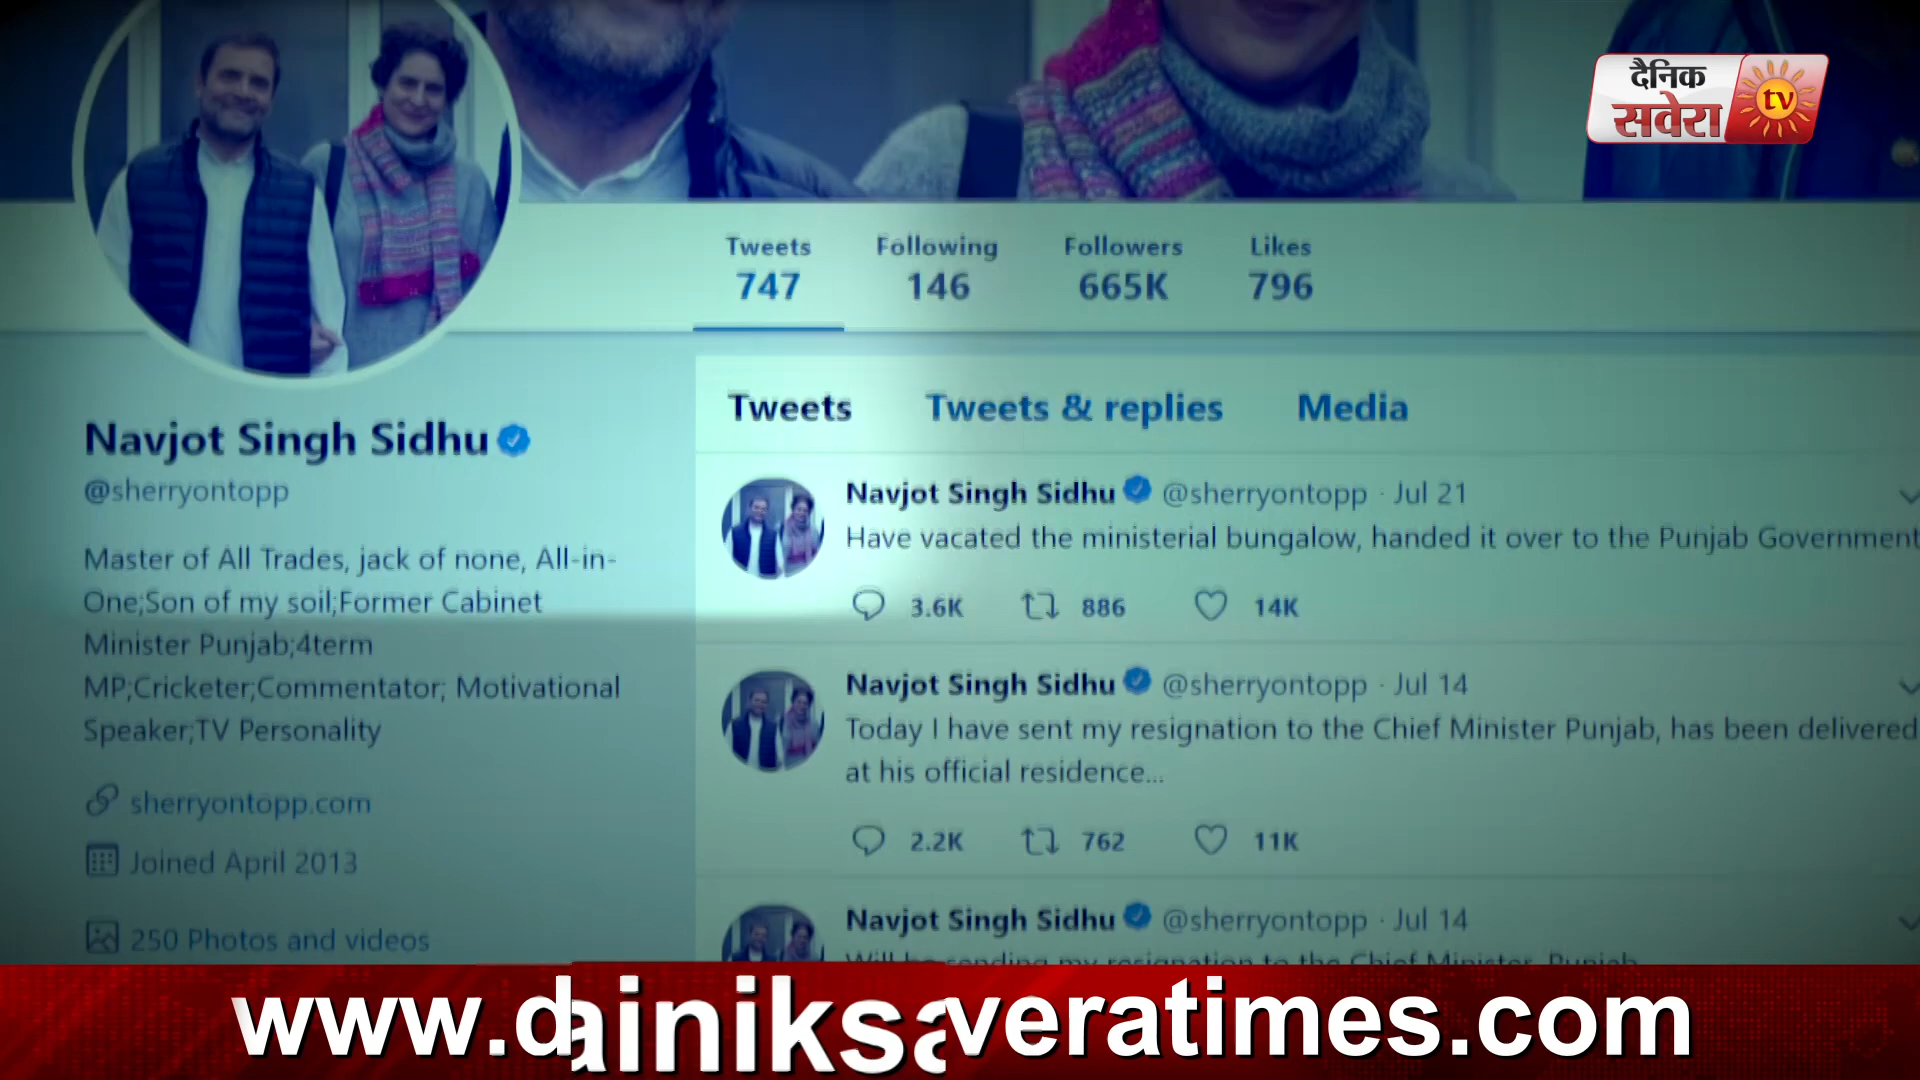 दैनिक
सवेरा tv
Tweets Following Followers Likes
747 146 665K 796
Tweets Tweets & replies Media
Navjot Singh Sidhu
@sherryontopp
Master of All Trades, jack of none, All-in-
One;Son of my soil;Former Cabinet
Minister Punjab;4term
MP;Cricketer;Commentator; Motivational
Speaker;TV Personality
sherryontopp.com
Joined April 2013
250 Photos and videos
Navjot Singh Sidhu @sherryontopp · Jul 21
Have vacated the ministerial bungalow, handed it over to the Punjab Government
3.6K 886 14K
Navjot Singh Sidhu @sherryontopp · Jul 14
Today I have sent my resignation to the Chief Minister Punjab, has been delivered
at his official residence...
2.2K 762 11K
Navjot Singh Sidhu @sherryontopp · Jul 14
Will be sending my resignation to the Chief Minister, Punjab
www.dainiksaveratimes.com